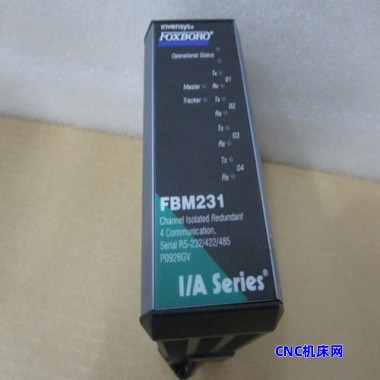 invensys
FOXBORO
Operational Status
Tx
01
Master Rx
Tracker Tx
02
Rx
Tx
03
Rx
Tx
04
Rx
FBM231
Channel Isolated Redundant
4 Communication,
Serial RS-232/422/485
P0926GV
I/A Series®
CNC机床网